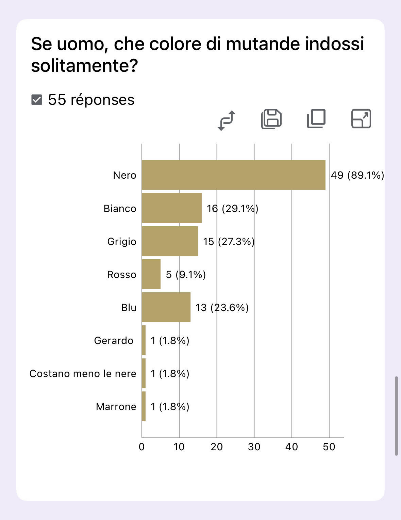 Se uomo, che colore di mutande indossi
solitamente?
55 réponses
Nero 49 (89.1%)
Bianco 16 (29.1%)
Grigio 15 (27.3%)
Rosso 5 (9.1%)
Blu 13 (23.6%)
Gerardo 1 (1.8%)
Costano meno le nere 1 (1.8%)
Marrone 1 (1.8%)
0 10 20 30 40 50